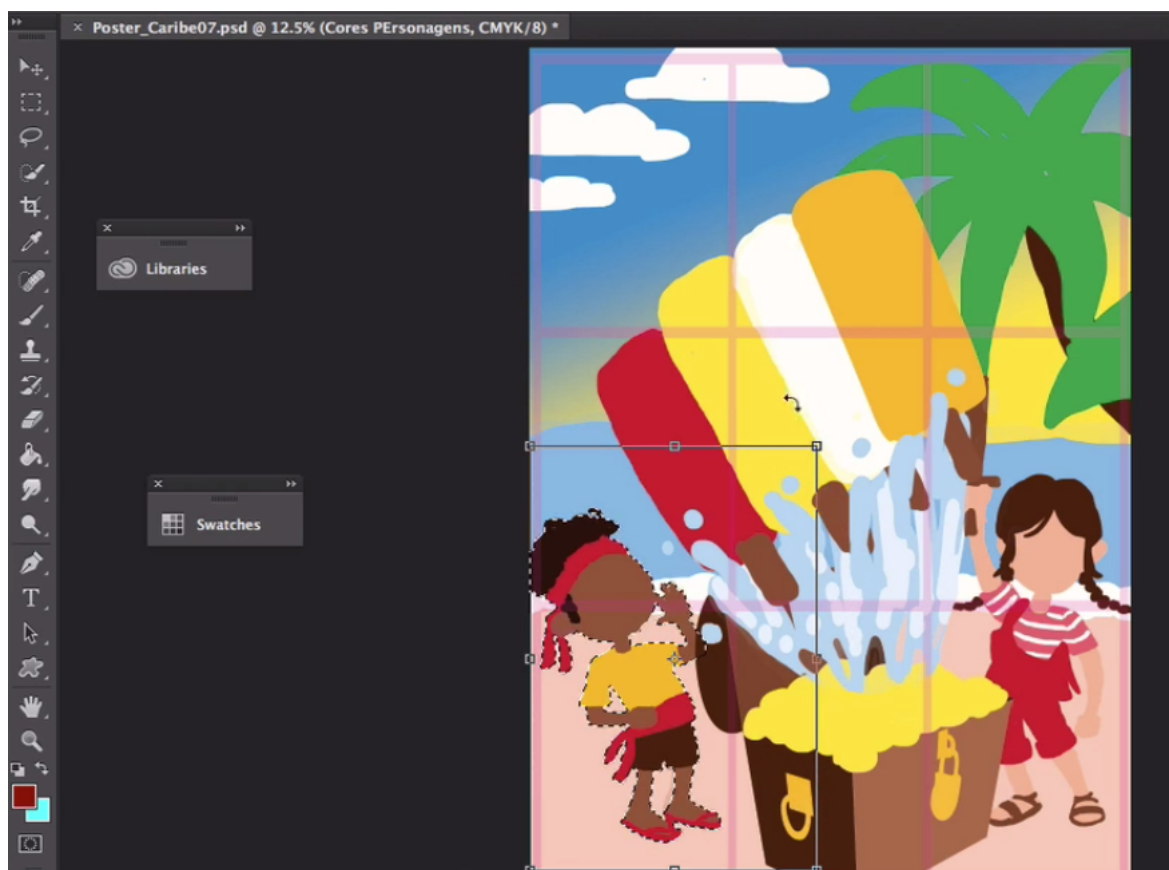 Poster_Caribe07.psd @ 12.5% (Cores PErsonagens, CMYK/8) *
Libraries
Swatches